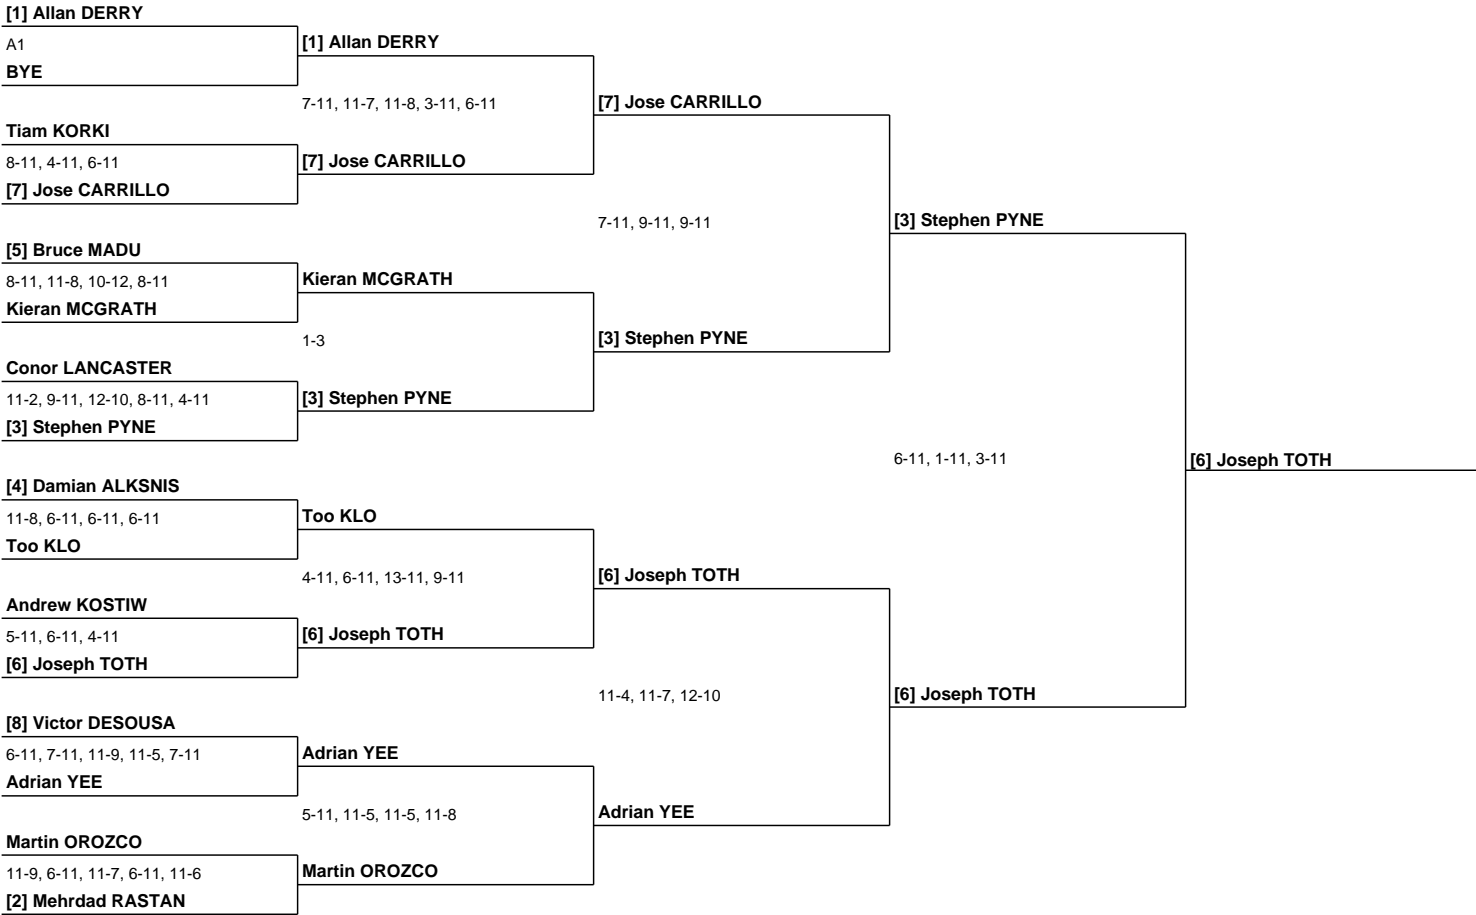 [1] Allan DERRY
A1
BYE
Tiam KORKI
8-11, 4-11, 6-11
[7] Jose CARRILLO
[5] Bruce MADU
8-11, 11-8, 10-12, 8-11
Kieran MCGRATH
Conor LANCASTER
11-2, 9-11, 12-10, 8-11, 4-11
[3] Stephen PYNE
[4] Damian ALKSNIS
11-8, 6-11, 6-11, 6-11
Too KLO
Andrew KOSTIW
5-11, 6-11, 4-11
[6] Joseph TOTH
[8] Victor DESOUSA
6-11, 7-11, 11-9, 11-5, 7-11
Adrian YEE
Martin OROZCO
11-9, 6-11, 11-7, 6-11, 11-6
[2] Mehrdad RASTAN
[1] Allan DERRY
7-11, 11-7, 11-8, 3-11, 6-11
[7] Jose CARRILLO
Kieran MCGRATH
1-3
[3] Stephen PYNE
Too KLO
4-11, 6-11, 13-11, 9-11
[6] Joseph TOTH
Adrian YEE
5-11, 11-5, 11-5, 11-8
Martin OROZCO
[7] Jose CARRILLO
7-11, 9-11, 9-11
[3] Stephen PYNE
[6] Joseph TOTH
11-4, 11-7, 12-10
Adrian YEE
[3] Stephen PYNE
6-11, 1-11, 3-11
[6] Joseph TOTH
[6] Joseph TOTH